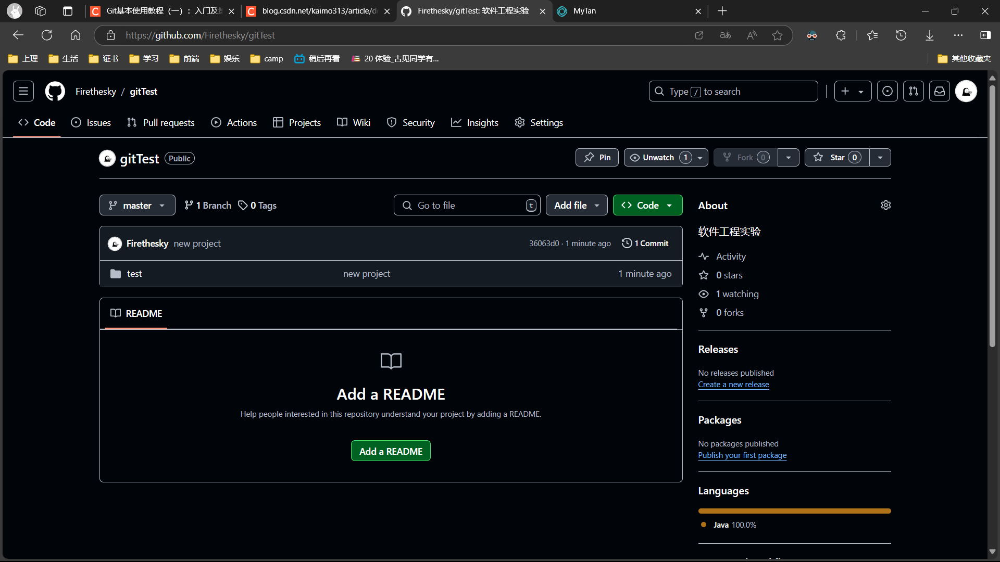 Git基本使用教程（一）：入门及
blog.csdn.net/kaimo313/article/d
Firethesky/gitTest: 软件工程实验
MyTan
https://github.com/Firethesky/gitTest
上理
生活
证书
学习
前端
娱乐
camp
稍后再看
20 体验_古见同学有...
其他收藏夹
Firethesky / gitTest
Type / to search
Code
Issues
Pull requests
Actions
Projects
Wiki
Security
Insights
Settings
gitTest Public
Pin
Unwatch 1
Fork 0
Star 0
master
1 Branch
0 Tags
Go to file t
Add file
Code
Firethesky new project
36063d0 · 1 minute ago
1 Commit
test
new project
1 minute ago
README
Add a README
Help people interested in this repository understand your project by adding a README.
Add a README
About
软件工程实验
Activity
0 stars
1 watching
0 forks
Releases
No releases published
Create a new release
Packages
No packages published
Publish your first package
Languages
Java 100.0%